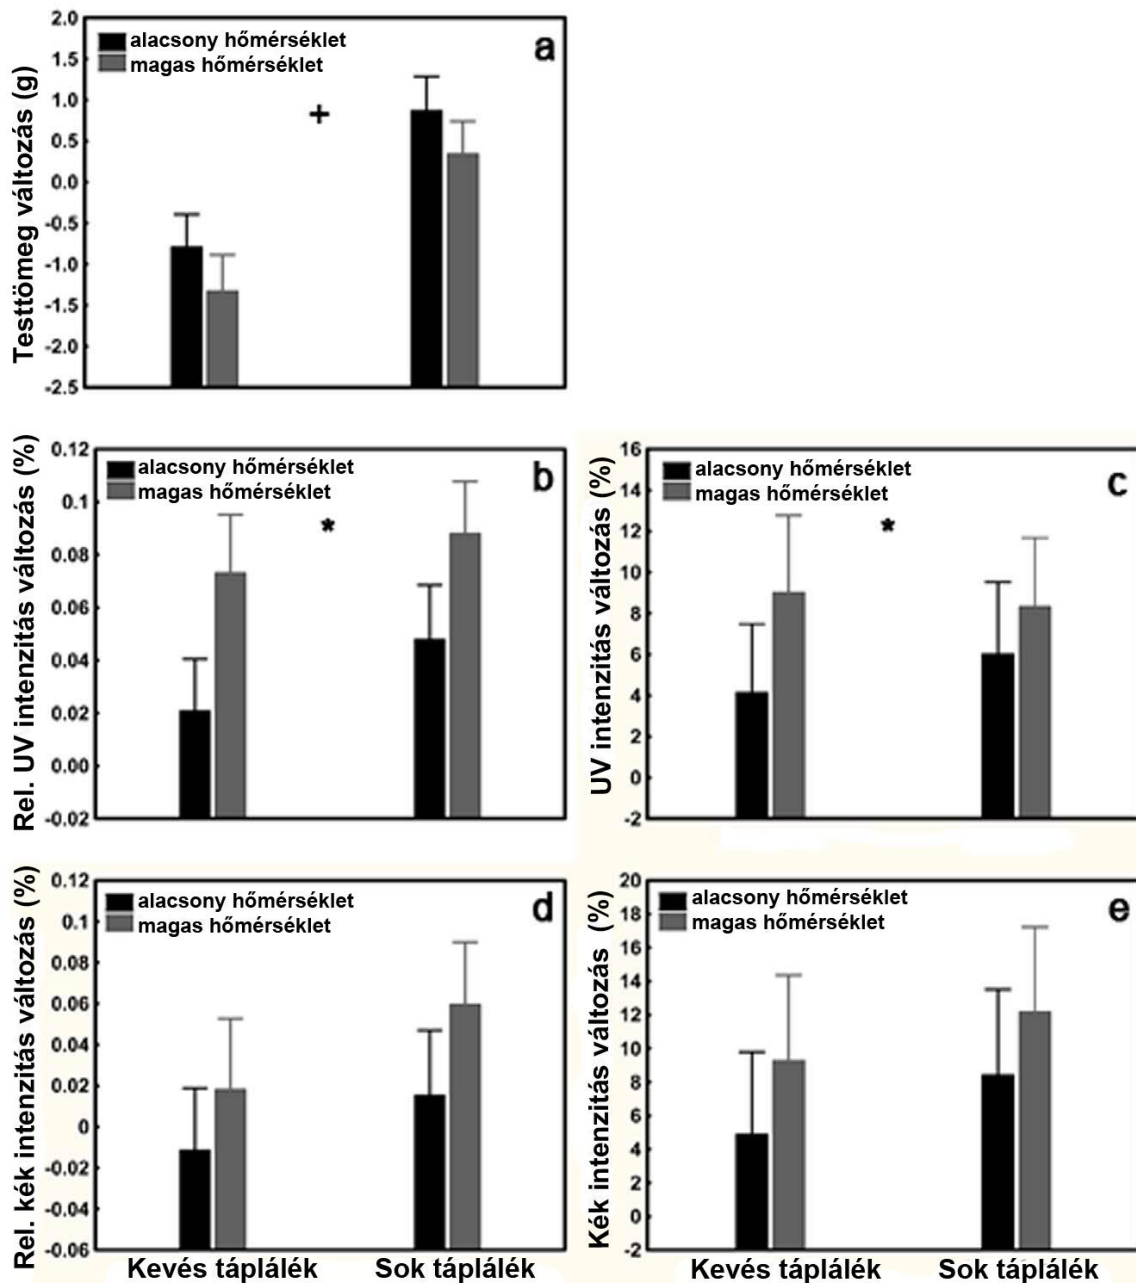 Testtömeg változás (g)
2.0
1.5
1.0
0.5
0.0
-0.5
-1.0
-1.5
-2.0
-2.5
alacsony hőmérséklet
magas hőmérséklet
a
+
Rel. UV intenzitás változás (%)
0.12
0.1
0.08
0.06
0.04
0.02
0.00
-0.02
alacsony hőmérséklet
magas hőmérséklet
b
*
UV intenzitás változás (%)
16
14
12
10
8
6
4
2
0
-2
alacsony hőmérséklet
magas hőmérséklet
c
*
Rel. kék intenzitás változás (%)
0.12
0.1
0.08
0.06
0.04
0.02
0
-0.02
-0.04
-0.06
alacsony hőmérséklet
magas hőmérséklet
d
Kevés táplálék
Sok táplálék
Kék intenzitás változás (%)
20
18
16
14
12
10
8
6
4
2
0
-2
alacsony hőmérséklet
magas hőmérséklet
e
Kevés táplálék
Sok táplálék